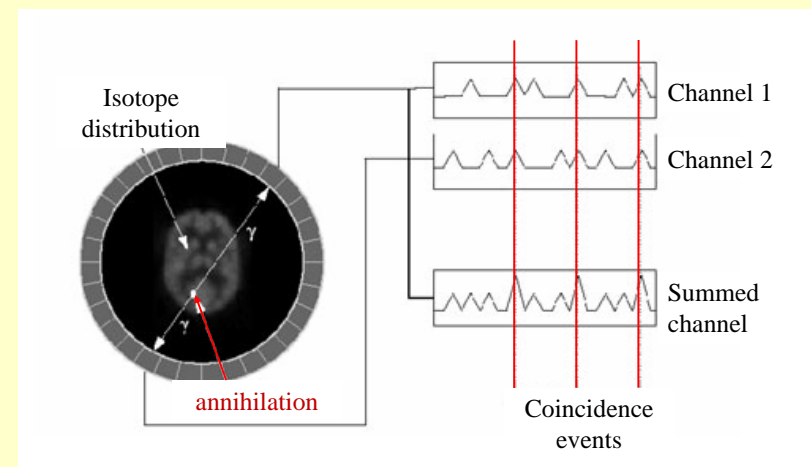 Isotope
distribution
γ
γ
annihilation
Channel 1
Channel 2
Summed
channel
Coincidence
events